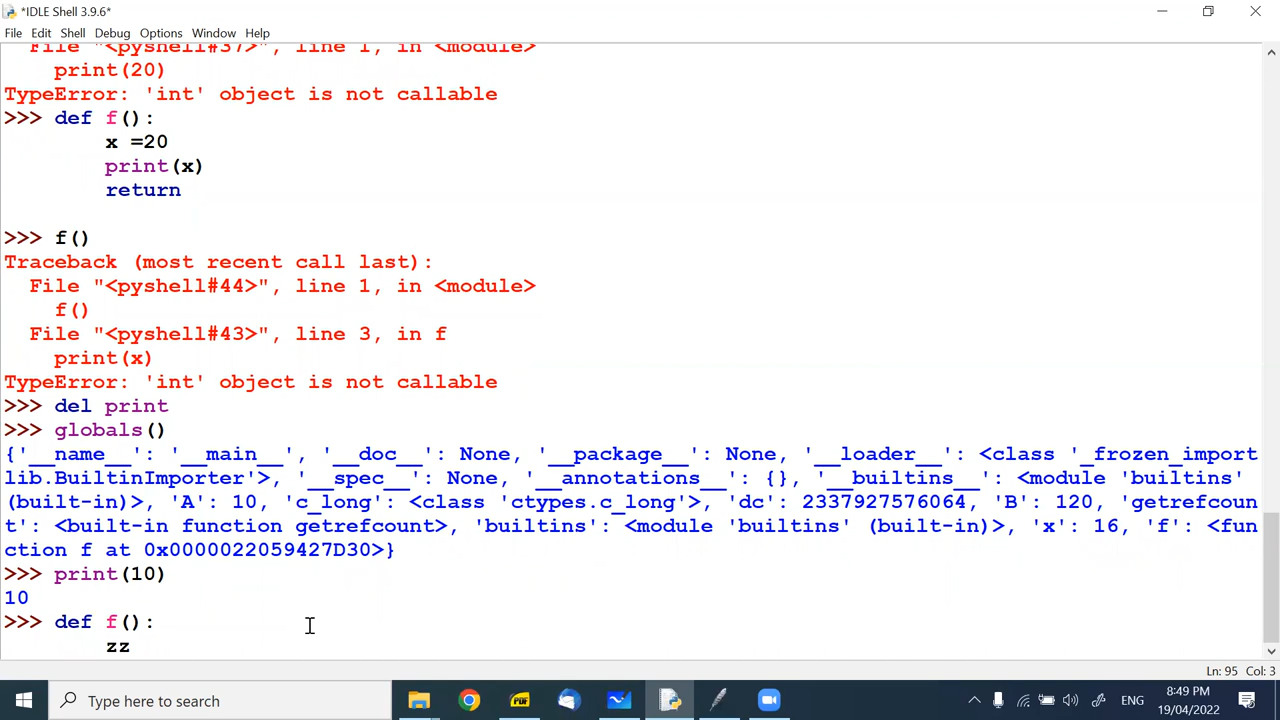 *IDLE Shell 3.9.6*
File Edit Shell Debug Options Window Help
File "<pyshell#37>", line 1, in <module>
print(20)
TypeError: 'int' object is not callable
>>> def f():
x =20
print(x)
return
>>> f()
Traceback (most recent call last):
File "<pyshell#44>", line 1, in <module>
f()
File "<pyshell#43>", line 3, in f
print(x)
TypeError: 'int' object is not callable
>>> del print
>>> globals()
{'__name__': '__main__', '__doc__': None, '__package__': None, '__loader__': <class '_frozen_import
lib.BuiltinImporter'>, '__spec__': None, '__annotations__': {}, '__builtins__': <module 'builtins'
(built-in)>, 'A': 10, 'c_long': <class 'ctypes.c_long'>, 'dc': 2337927576064, 'B': 120, 'getrefcoun
t': <built-in function getrefcount>, 'builtins': <module 'builtins' (built-in)>, 'x': 16, 'f': <fun
ction f at 0x0000022059427D30>}
>>> print(10)
10
>>> def f():
zz
Ln: 95 Col: 3
Type here to search
PDF
ENG
8:49 PM
19/04/2022